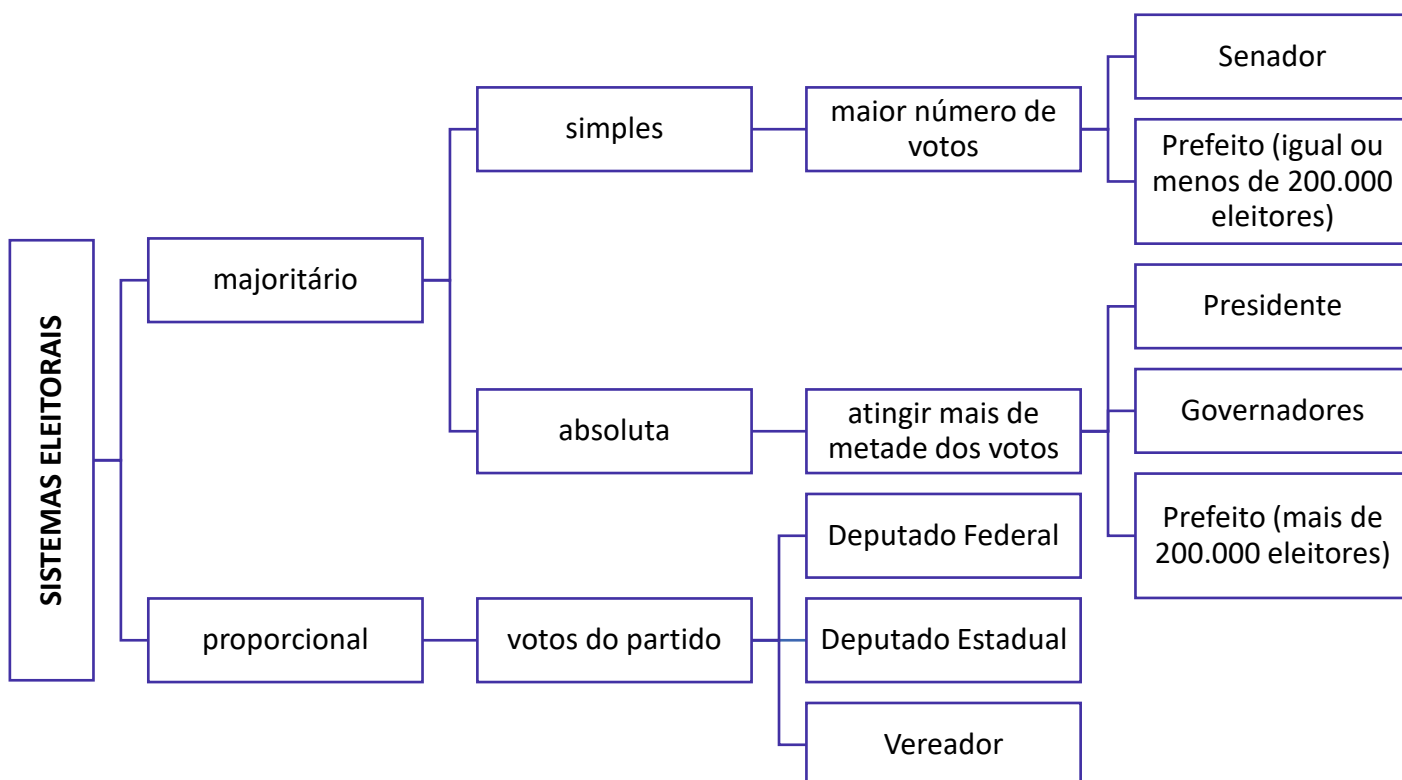 SISTEMAS ELEITORAIS
majoritário
simples
maior número de
votos
Senador
Prefeito (igual ou
menos de 200.000
eleitores)
absoluta
atingir mais de
metade dos votos
Presidente
Governadores
Prefeito (mais de
200.000 eleitores)
proporcional
votos do partido
Deputado Federal
Deputado Estadual
Vereador